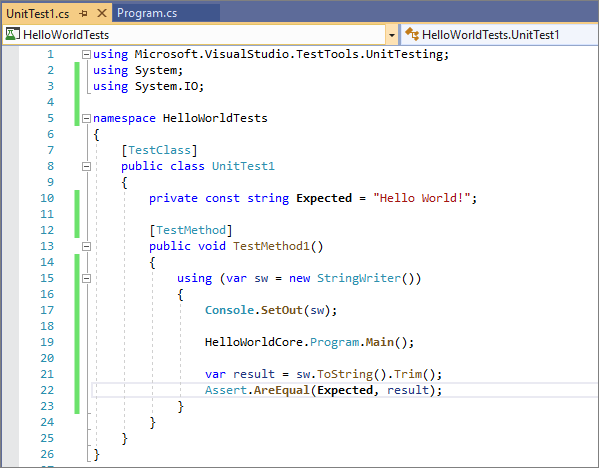 UnitTest1.cs Program.cs
HelloWorldTests HelloWorldTests.UnitTest1
1 using Microsoft.VisualStudio.TestTools.UnitTesting;
2 using System;
3 using System.IO;
4
5 namespace HelloWorldTests
6 {
7 [TestClass]
8 public class UnitTest1
9 {
10 private const string Expected = "Hello World!";
11
12 [TestMethod]
13 public void TestMethod1()
14 {
15 using (var sw = new StringWriter())
16 {
17 Console.SetOut(sw);
18
19 HelloWorldCore.Program.Main();
20
21 var result = sw.ToString().Trim();
22 Assert.AreEqual(Expected, result);
23 }
24 }
25 }
26 }
27